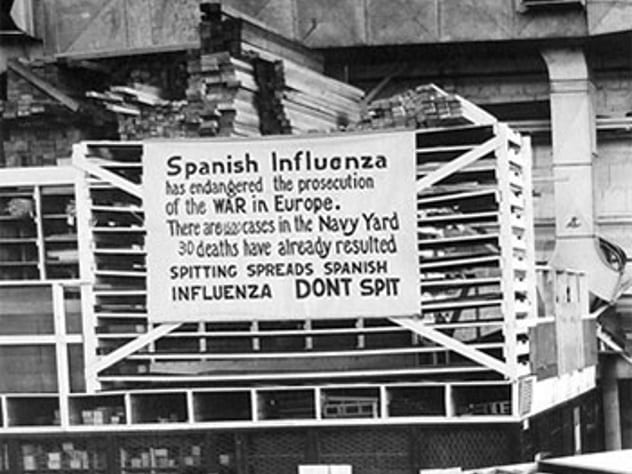 Spanish Influenza
has endangered the prosecution
of the WAR in Europe.
There are cases in the Navy Yard
30 deaths have already resulted
SPITTING SPREADS SPANISH
INFLUENZA DONT SPIT